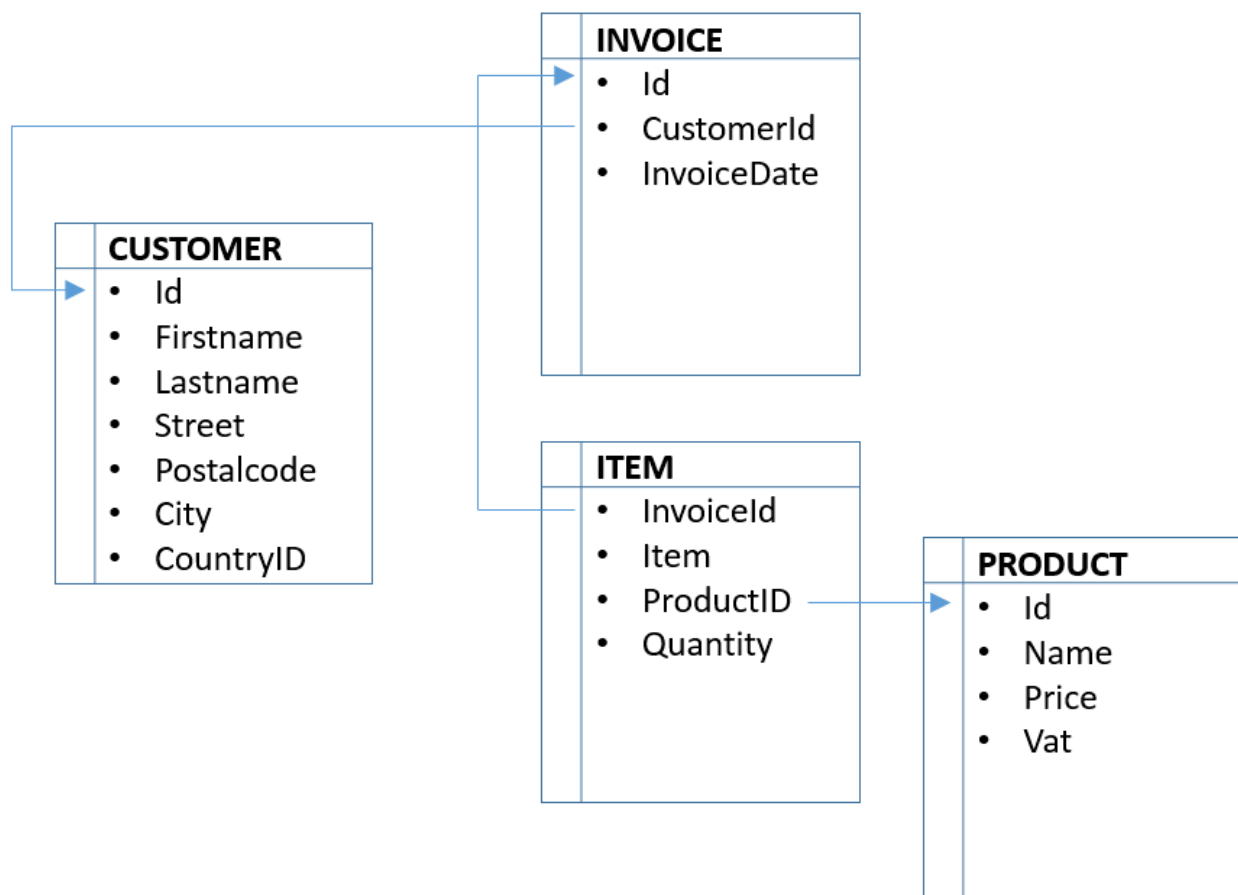 INVOICE
• Id
• CustomerId
• InvoiceDate
CUSTOMER
• Id
• Firstname
• Lastname
• Street
• Postalcode
• City
• CountryID
ITEM
• InvoiceId
• Item
• ProductID
• Quantity
PRODUCT
• Id
• Name
• Price
• Vat